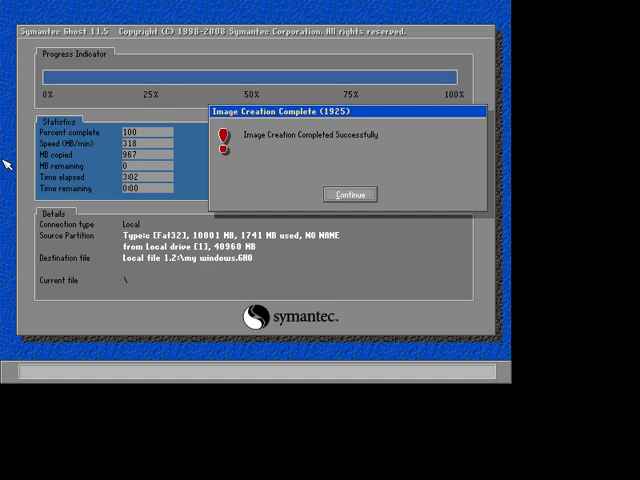 Symantec Ghost 11.5 Copyright (C) 1998-2008 Symantec Corporation. All rights reserved.
Progress Indicator
0% 25% 50% 75% 100%
Image Creation Complete (1925)
Image Creation Completed Successfully
Continue
Statistics
Percent complete 100
Speed (MB/min) 318
MB copied 967
MB remaining 0
Time elapsed 3:02
Time remaining 0:00
Details
Connection type Local
Source Partition Type:c [Fat32], 10001 MB, 1741 MB used, NO NAME
from Local drive [1], 40960 MB
Destination file Local file 1.2:\my windows.GHO
Current file \
symantec.